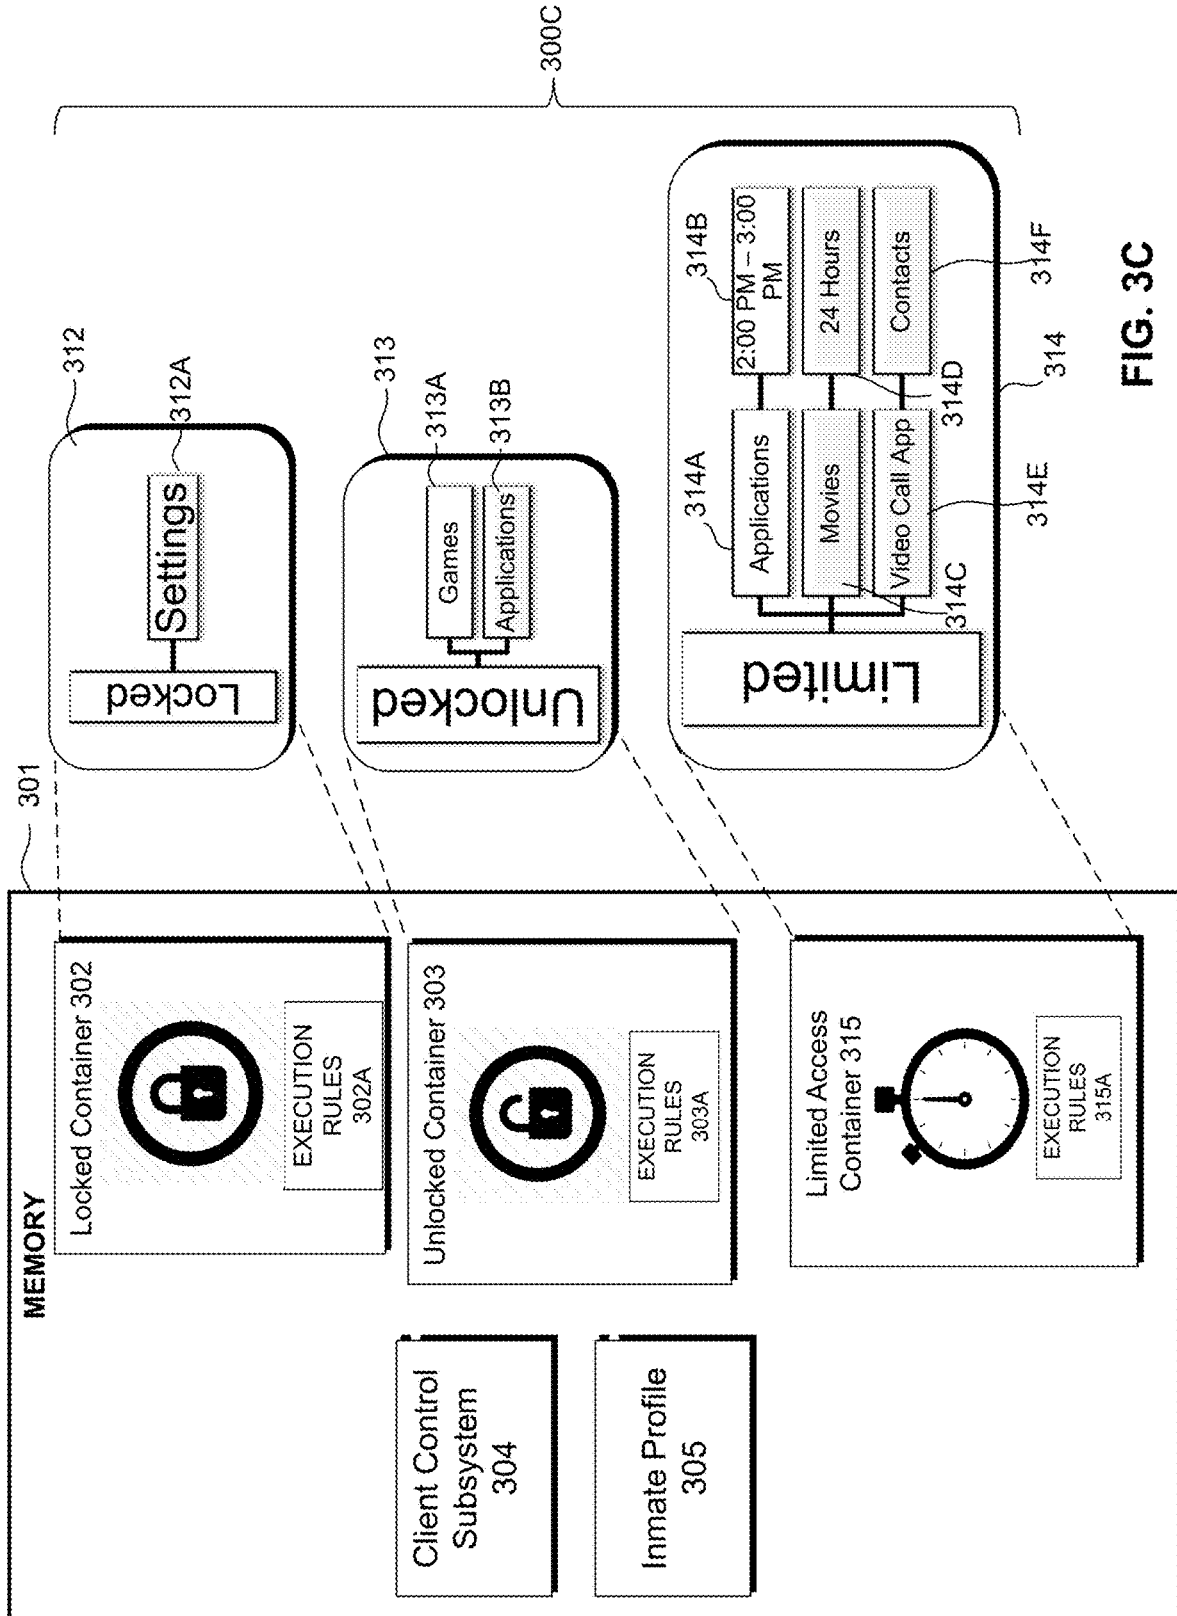 MEMORY
301
Locked Container 302
EXECUTION
RULES
302A
Unlocked Container 303
EXECUTION
RULES
303A
Limited Access
Container 315
EXECUTION
RULES
315A
Client Control
Subsystem
304
Inmate Profile
305
312
Locked
Settings
312A
313
Unlocked
Games
313A
Applications
313B
Limited
Applications
314A
2:00 PM – 3:00
PM
314B
Movies
314C
24 Hours
314D
Video Call App
314E
Contacts
314F
314
300C
FIG. 3C